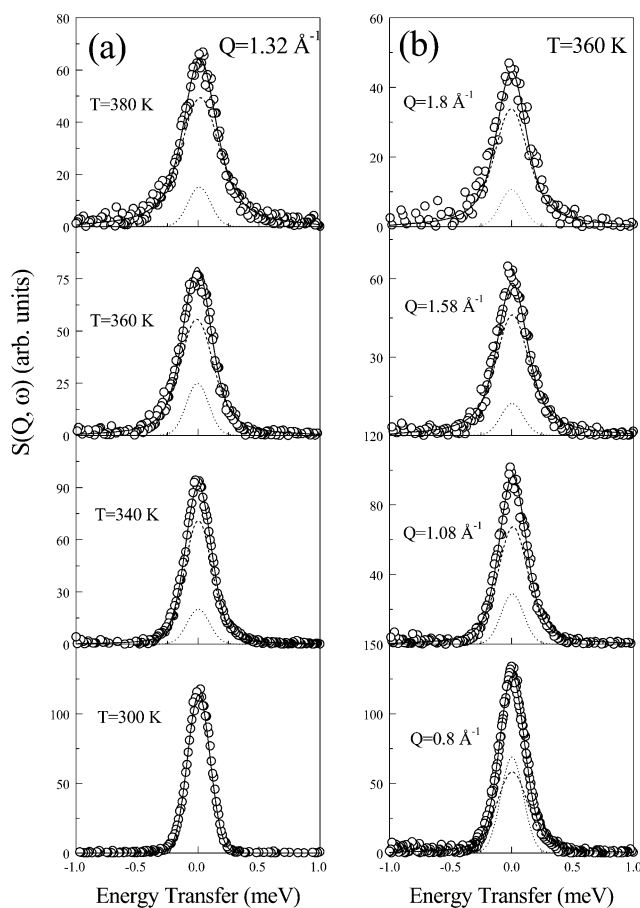 (a)
Q=1.32 Å-1
80
60
40
20
0
T=380 K
75
50
25
0
T=360 K
90
60
30
0
T=340 K
100
50
0
T=300 K
S(Q, ω) (arb. units)
-1.0 -0.5 0.0 0.5 1.0
Energy Transfer (meV)
(b)
T=360 K
60
40
20
0
Q=1.8 Å-1
60
30
0
Q=1.58 Å-1
120
80
40
0
Q=1.08 Å-1
150
100
50
0
Q=0.8 Å-1
-1.0 -0.5 0.0 0.5 1.0
Energy Transfer (meV)